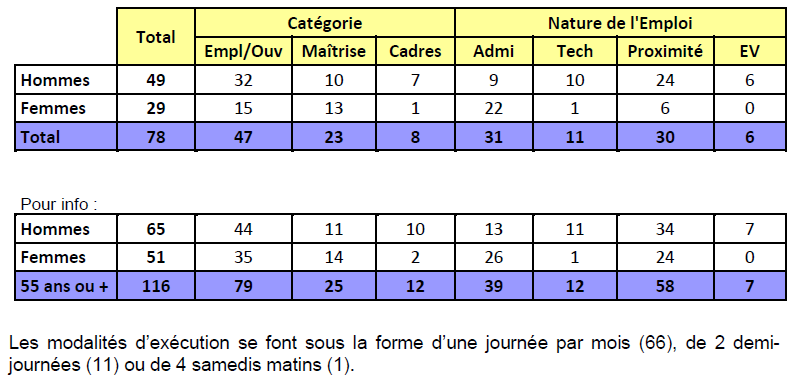 Total Catégorie Nature de l'Emploi
Empl/Ouv Maîtrise Cadres Admi Tech Proximité EV
Hommes 49 32 10 7 9 10 24 6
Femmes 29 15 13 1 22 1 6 0
Total 78 47 23 8 31 11 30 6
Pour info :
Hommes 65 44 11 10 13 11 34 7
Femmes 51 35 14 2 26 1 24 0
55 ans ou + 116 79 25 12 39 12 58 7
Les modalités d'exécution se font sous la forme d'une journée par mois (66), de 2 demi-
journées (11) ou de 4 samedis matins (1).